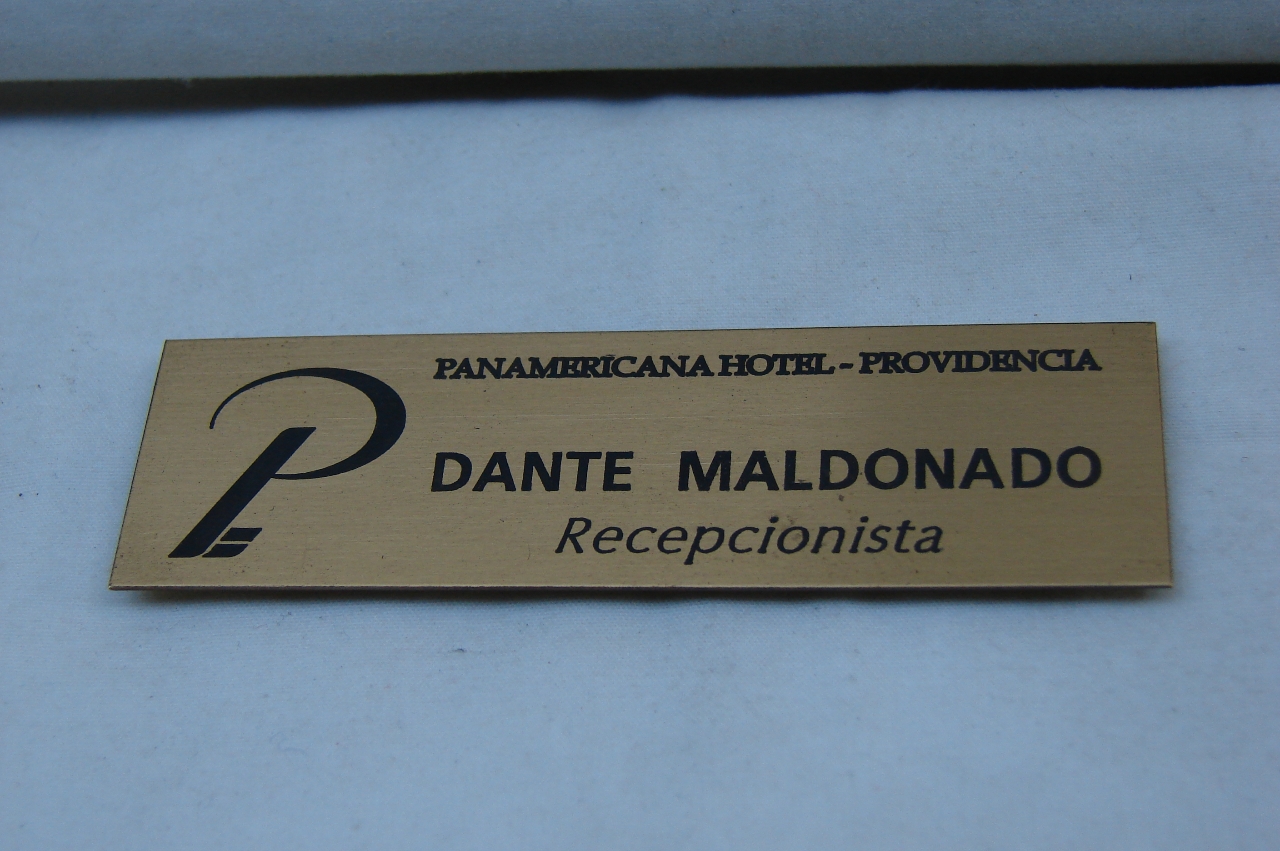 PANAMERICANA HOTEL - PROVIDENCIA
DANTE MALDONADO
Recepcionista